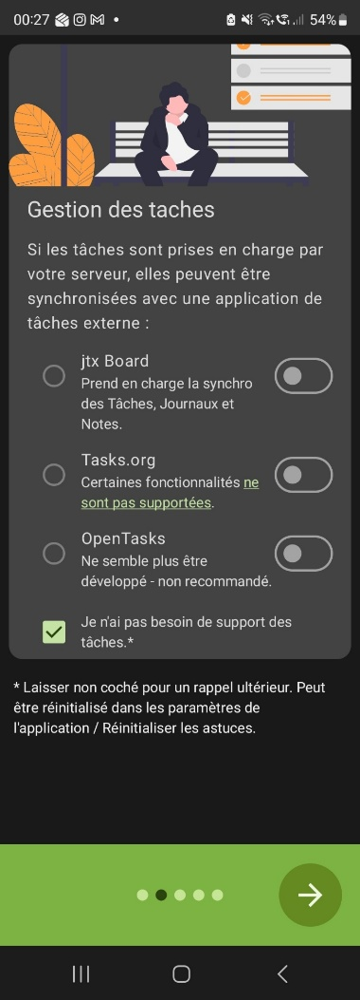 00:27
54%
Gestion des taches
Si les tâches sont prises en charge par
votre serveur, elles peuvent être
synchronisées avec une application de
tâches externe :
jtx Board
Prend en charge la synchro
des Tâches, Journaux et
Notes.
Tasks.org
Certaines fonctionnalités ne
sont pas supportées.
OpenTasks
Ne semble plus être
développé - non recommandé.
Je n'ai pas besoin de support des
tâches.*
* Laisser non coché pour un rappel ultérieur. Peut
être réinitialisé dans les paramètres de
l'application / Réinitialiser les astuces.